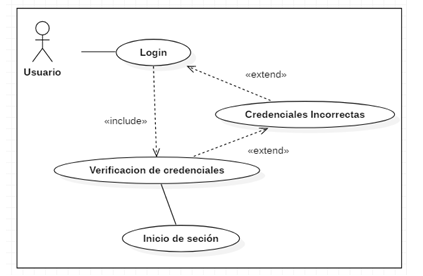 Login
Usuario
«extend»
Credenciales Incorrectas
«include»
«extend»
Verificacion de credenciales
Inicio de seción